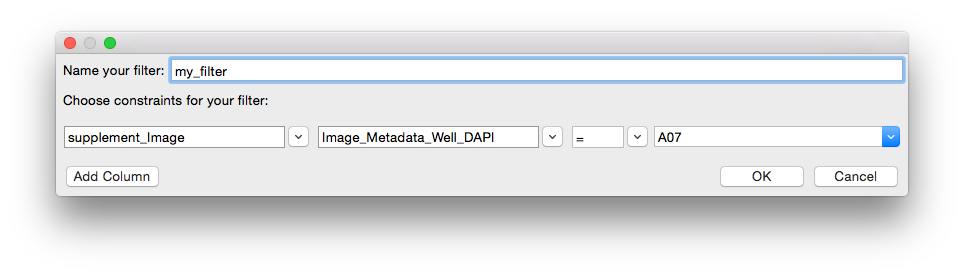 Name your filter: my_filter
Choose constraints for your filter:
supplement_Image Image_Metadata_Well_DAPI = A07
Add Column OK Cancel